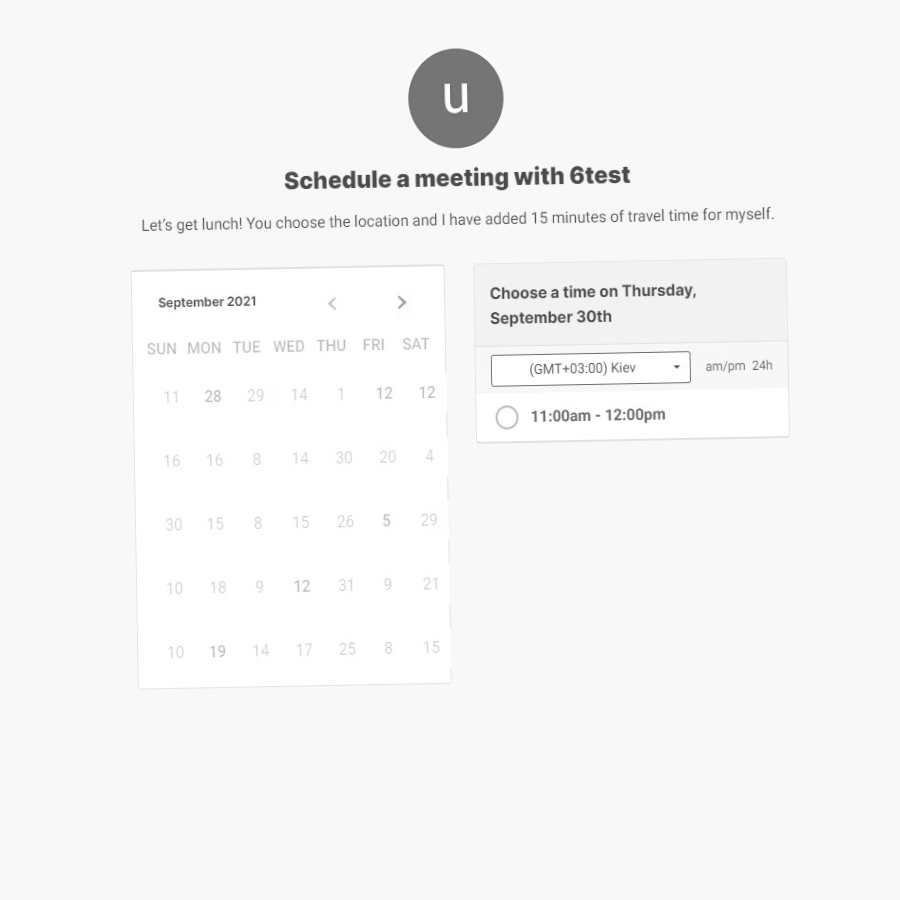 u
Schedule a meeting with 6test
Let's get lunch! You choose the location and I have added 15 minutes of travel time for myself.
September 2021
SUN MON TUE WED THU FRI SAT
11 28 29 14 1 12 12
16 16 8 14 30 20 4
30 15 8 15 26 5 29
10 18 9 12 31 9 21
10 19 14 17 25 8 15
Choose a time on Thursday,
September 30th
(GMT+03:00) Kiev
am/pm 24h
11:00am - 12:00pm